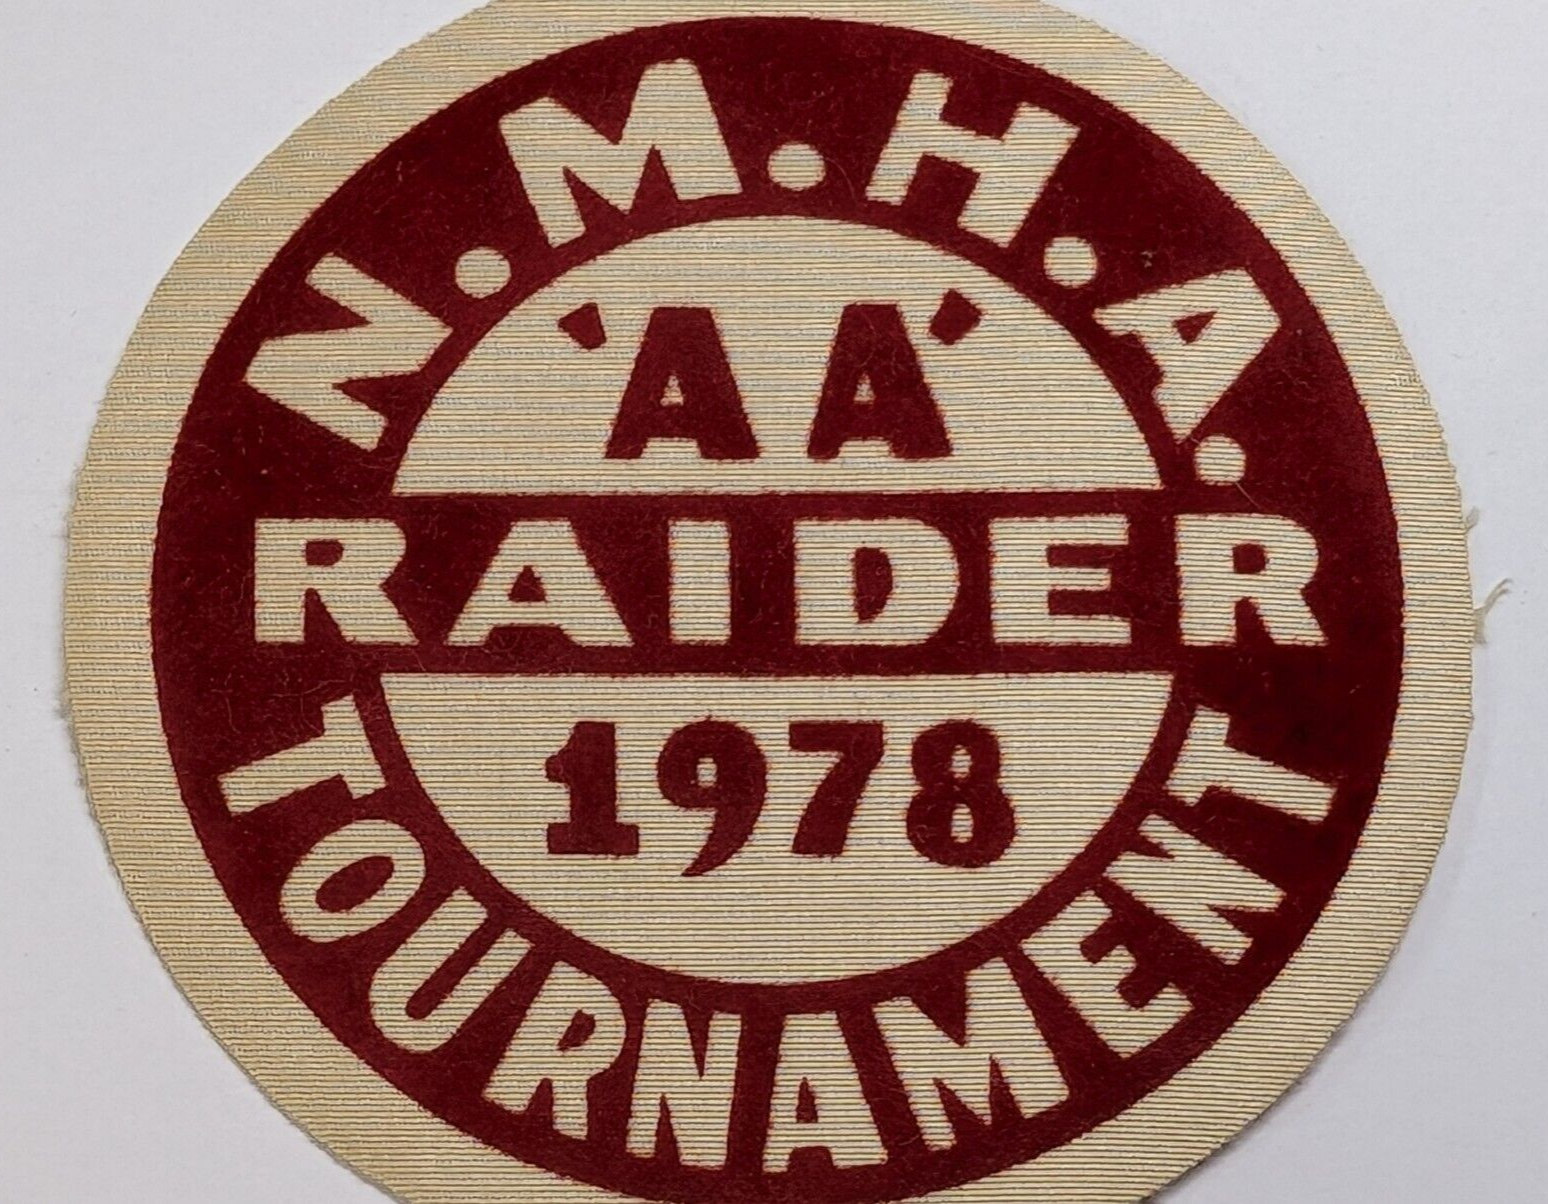 N.M.H.A.
'AA'
RAIDER
1978
TOURNAMENT